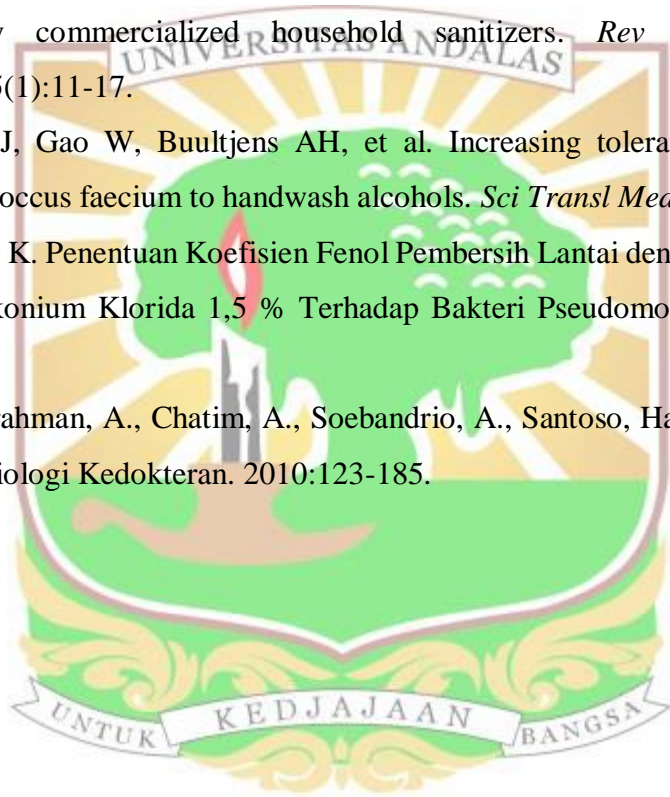 y commercialized household sanitizers. Rev
UNIVERSITAS ANDALAS
5(1):11-17.
J, Gao W, Buultjens AH, et al. Increasing tolera
occus faecium to handwash alcohols. Sci Transl Med
K. Penentuan Koefisien Fenol Pembersih Lantai den
konium Klorida 1,5 % Terhadap Bakteri Pseudomo
rahman, A., Chatim, A., Soebandrio, A., Santoso, Ha
iologi Kedokteran. 2010:123-185.
UNTUK KEDJAJAAN BANGSA